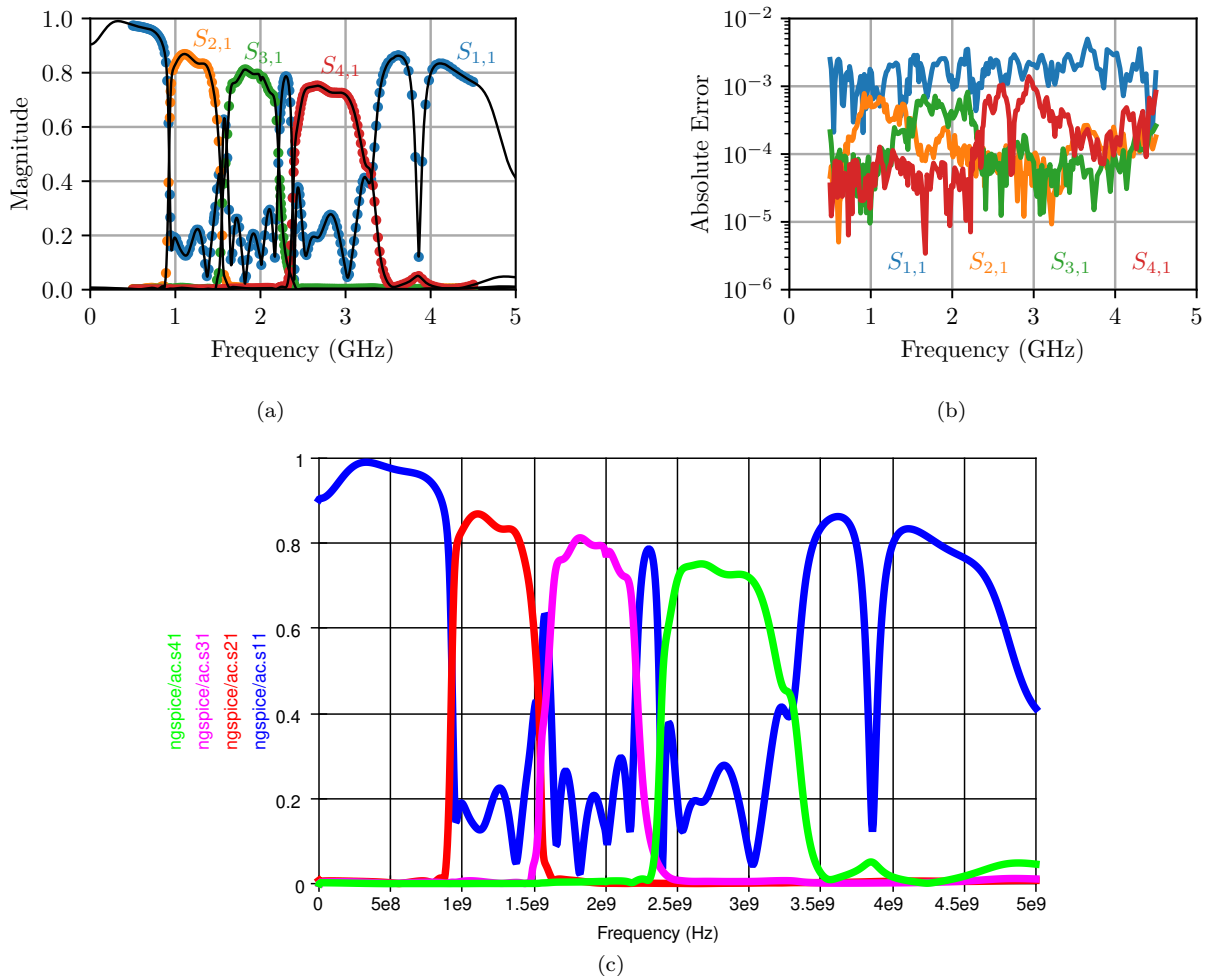 1.0
0.8
0.6
0.4
0.2
0.0
Magnitude
S2,1
S3,1
S4,1
S1,1
0 1 2 3 4 5
Frequency (GHz)
(a)
10−2
10−3
10−4
10−5
10−6
Absolute Error
S1,1 S2,1 S3,1 S4,1
0 1 2 3 4 5
Frequency (GHz)
(b)
1
0.8
0.6
0.4
0.2
0
ngspice/ac.s41
ngspice/ac.s31
ngspice/ac.s21
ngspice/ac.s11
0 5e8 1e9 1.5e9 2e9 2.5e9 3e9 3.5e9 4e9 4.5e9 5e9
Frequency (Hz)
(c)